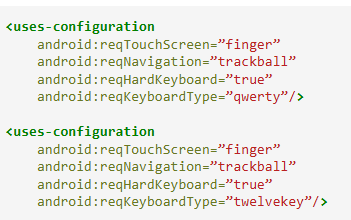 <uses-configuration
android:reqTouchScreen=”finger”
android:reqNavigation=”trackball”
android:reqHardKeyboard=”true”
android:reqKeyboardType=”qwerty”/>
<uses-configuration
android:reqTouchScreen=”finger”
android:reqNavigation=”trackball”
android:reqHardKeyboard=”true”
android:reqKeyboardType=”twelvekey”/>